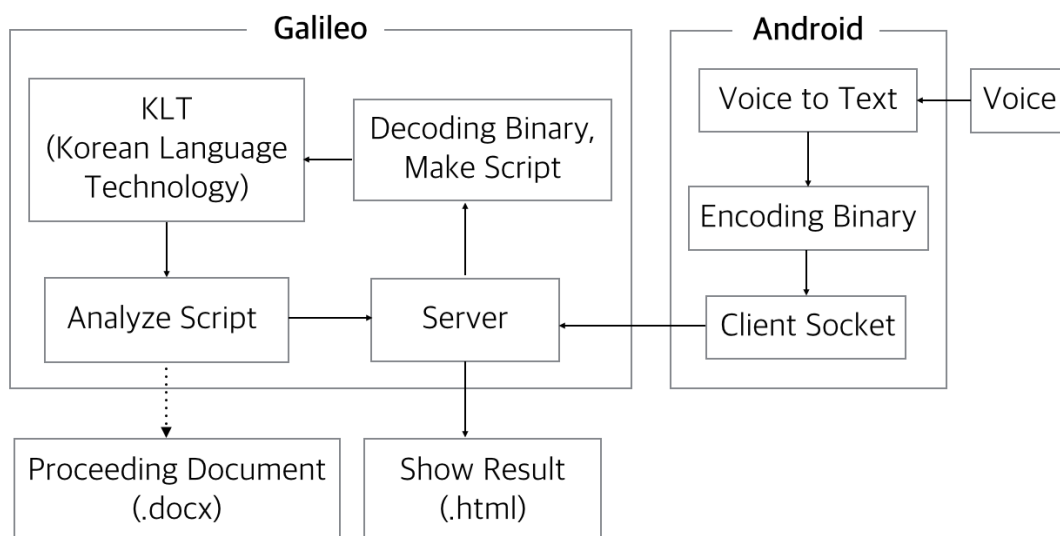 Galileo
Android
KLT
(Korean Language
Technology)
Decoding Binary,
Make Script
Voice to Text
Voice
Encoding Binary
Analyze Script
Server
Client Socket
Proceeding Document
(.docx)
Show Result
(.html)